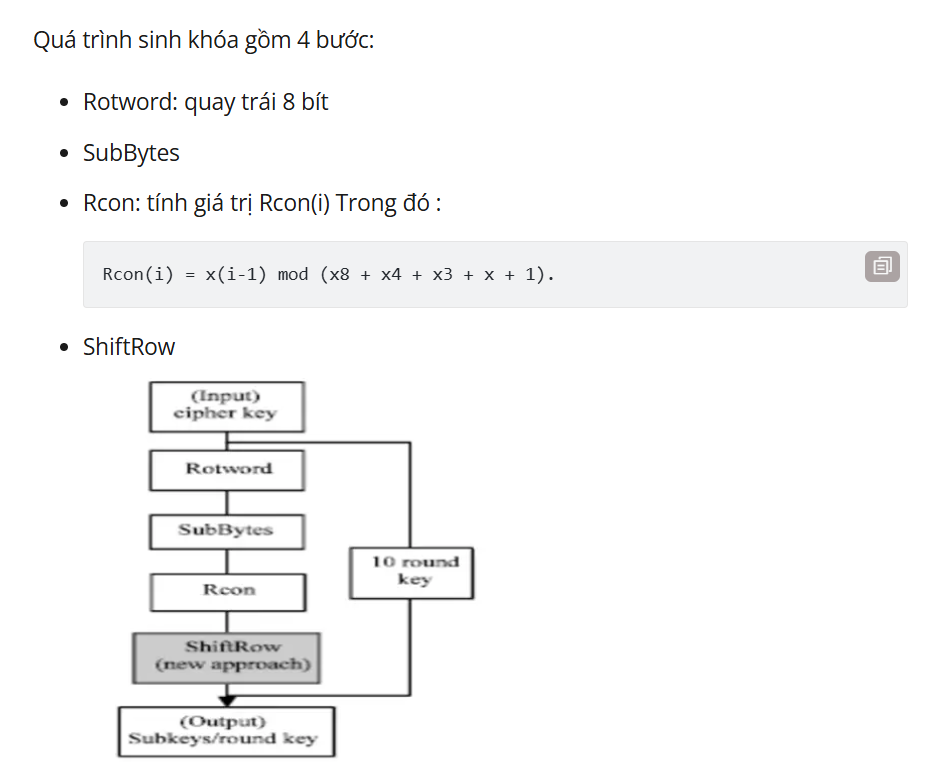 Quá trình sinh khóa gồm 4 bước:
Rotword: quay trái 8 bít
SubBytes
Rcon: tính giá trị Rcon(i) Trong đó :
Rcon(i) = x(i-1) mod (x8 + x4 + x3 + x + 1).
ShiftRow
(Input)
cipher key
Rotword
SubBytes
10 round
key
Rcon
ShiftRow
(new approach)
(Output)
Subkeys/round key